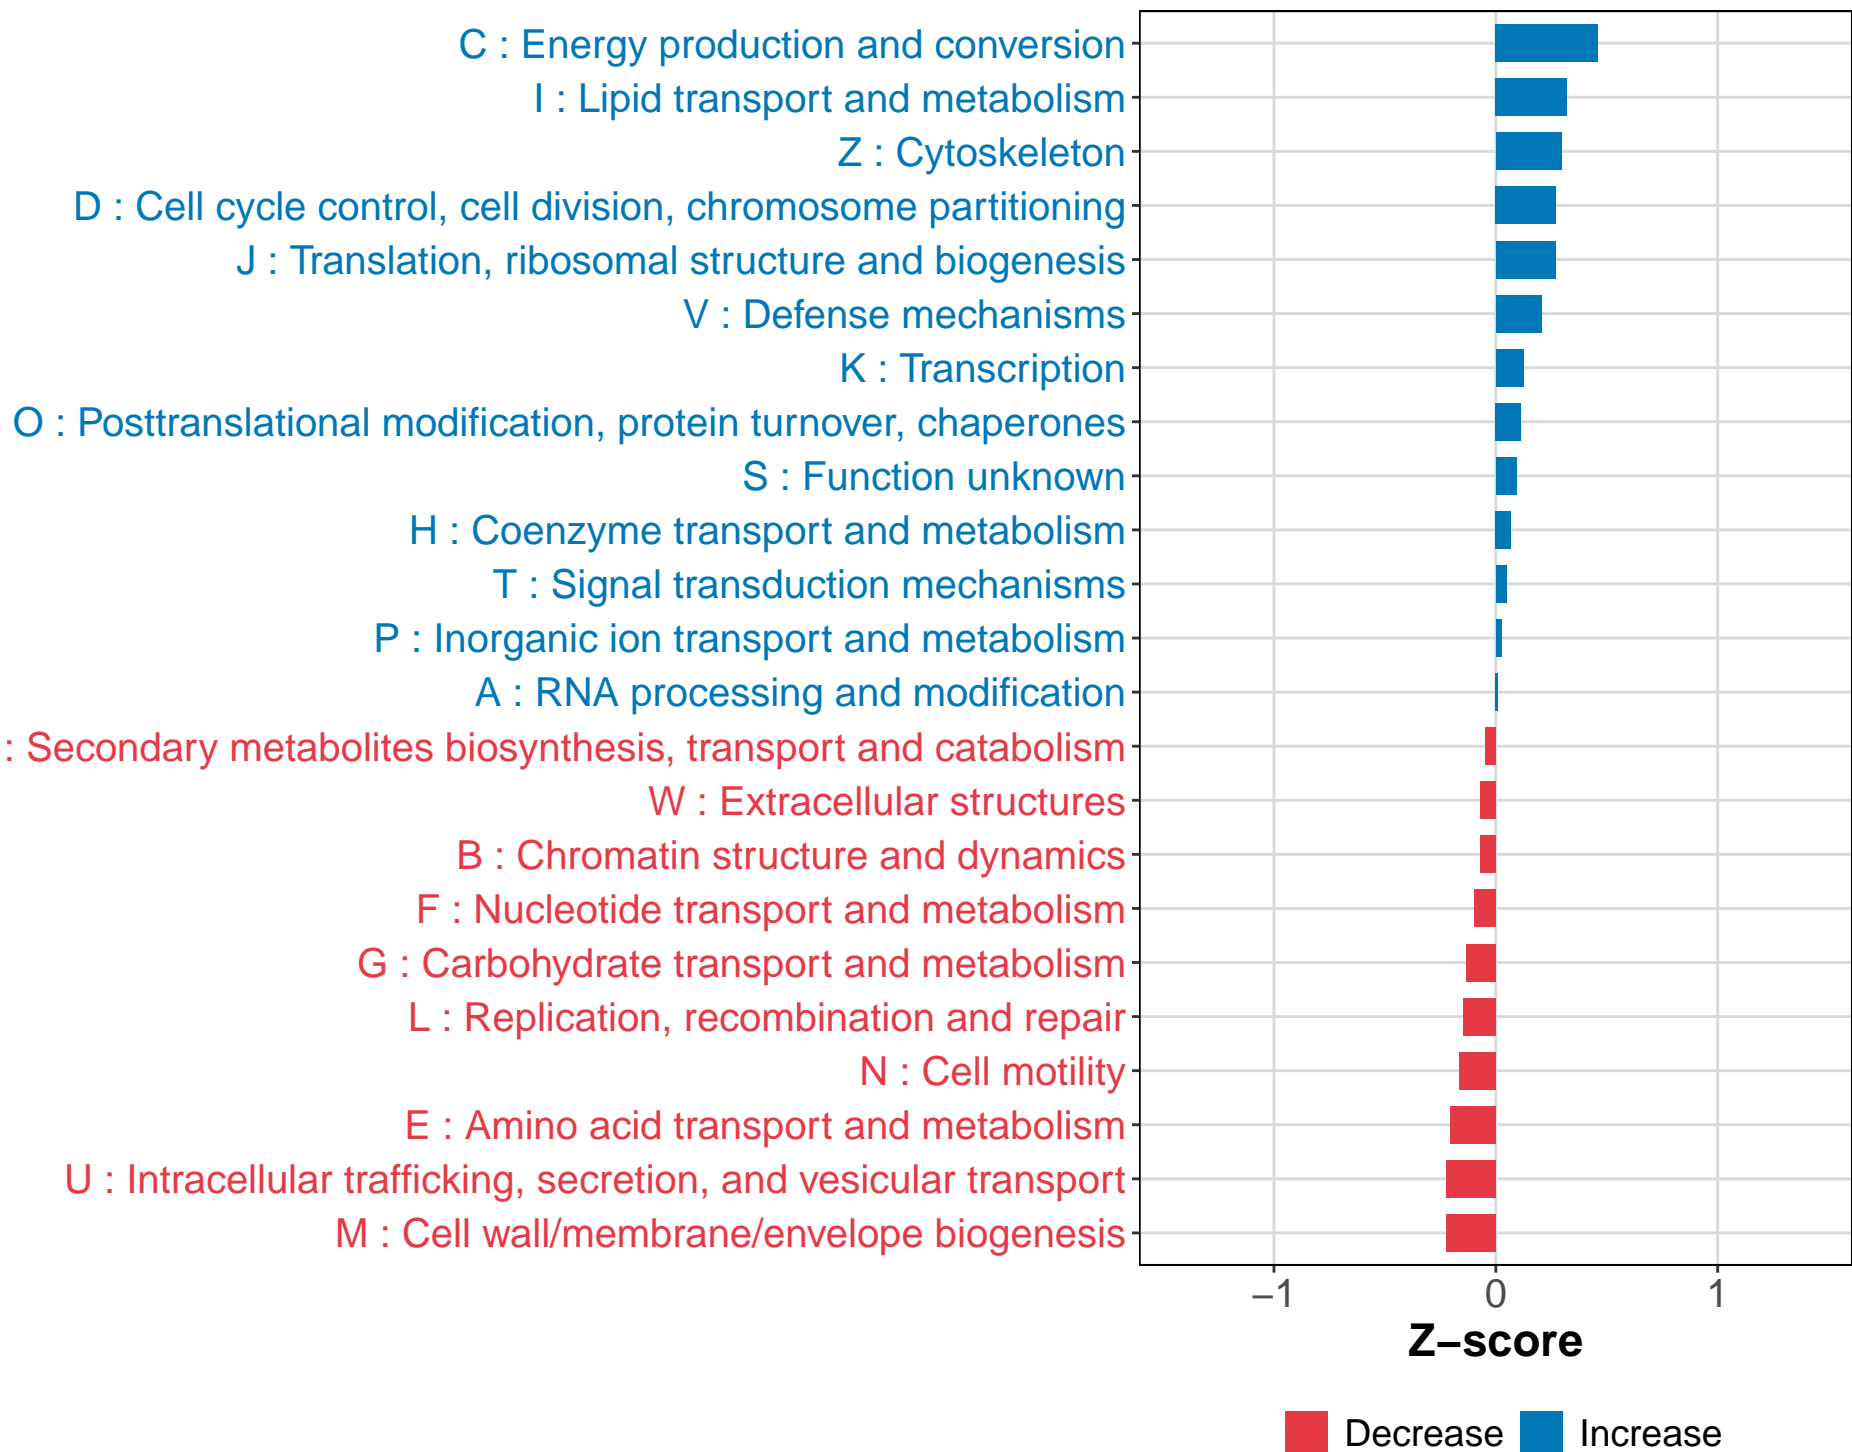 C : Energy production and conversion
I : Lipid transport and metabolism
Z : Cytoskeleton
D : Cell cycle control, cell division, chromosome partitioning
J : Translation, ribosomal structure and biogenesis
V : Defense mechanisms
K : Transcription
O : Posttranslational modification, protein turnover, chaperones
S : Function unknown
H : Coenzyme transport and metabolism
T : Signal transduction mechanisms
P : Inorganic ion transport and metabolism
A : RNA processing and modification
: Secondary metabolites biosynthesis, transport and catabolism
W : Extracellular structures
B : Chromatin structure and dynamics
F : Nucleotide transport and metabolism
G : Carbohydrate transport and metabolism
L : Replication, recombination and repair
N : Cell motility
E : Amino acid transport and metabolism
U : Intracellular trafficking, secretion, and vesicular transport
M : Cell wall/membrane/envelope biogenesis
−1 0 1
Z−score
Decrease Increase